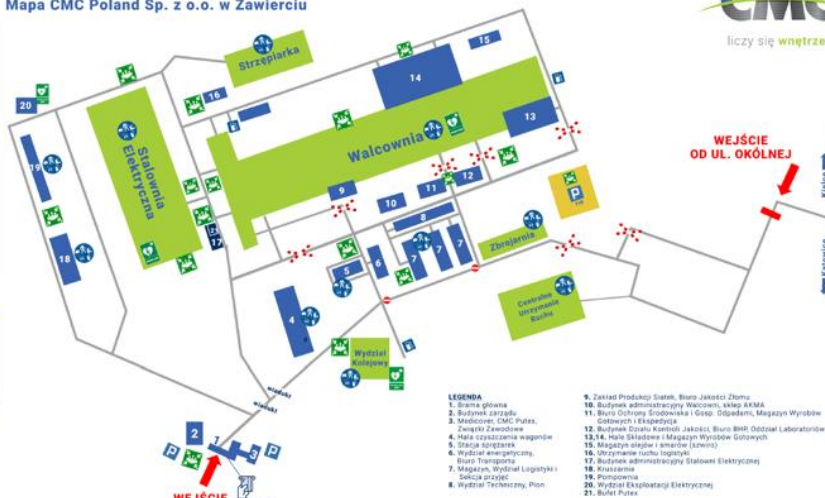 Mapa CMC Poland Sp. z o.o. w Zawierciu
CMC
liczy się wnętrze
Strzępiarka
15
14
20
16
13
Stalownia
Elektryczna
Walcownia
WEJŚCIE
OD UL. OKÓLNEJ
19
9
10
11
12
P
8
21
17
18
Zbrojarnia
7
7
7
6
5
4
Centralne
Utrzymanie
Ruchu
Wydział
Kolejowy
wiadukt
wiadukt
2
1
3
P
P
WEJŚCIE
LEGENDA
1. Brama główna
2. Budynek zarządu
3. Medicover, CMC Putex,
Związki Zawodowe
4. Hala czyszczenia wagonów
5. Stacja sprężarek
6. Wydział energetyczny,
Biuro Transportu
7. Magazyn, Wydział Logistyki i
Sekcja przyjęć
8. Wydział Techniczny, Pion
9. Zakład Produkcji Siatek, Biuro Jakości Złomu
10. Budynek administracyjny Walcowni, sklep AKMA
11. Biuro Ochrony Środowiska i Gosp. Odpadami, Magazyn Wyrobów
Gotowych i Ekspedycja
12. Budynek Działu Kontroli Jakości, Biuro BHP, Oddział Laboratoriów
13,14. Hale Składowe i Magazyn Wyrobów Gotowych
15. Magazyn olejów i smarów (szwiro)
16. Utrzymanie ruchu logistyki
17. Budynek administracyjny Stalowni Elektrycznej
18. Kruszarnia
19. Pompownia
20. Wydział Eksploatacji Elektrycznej
21. Bufet Putex